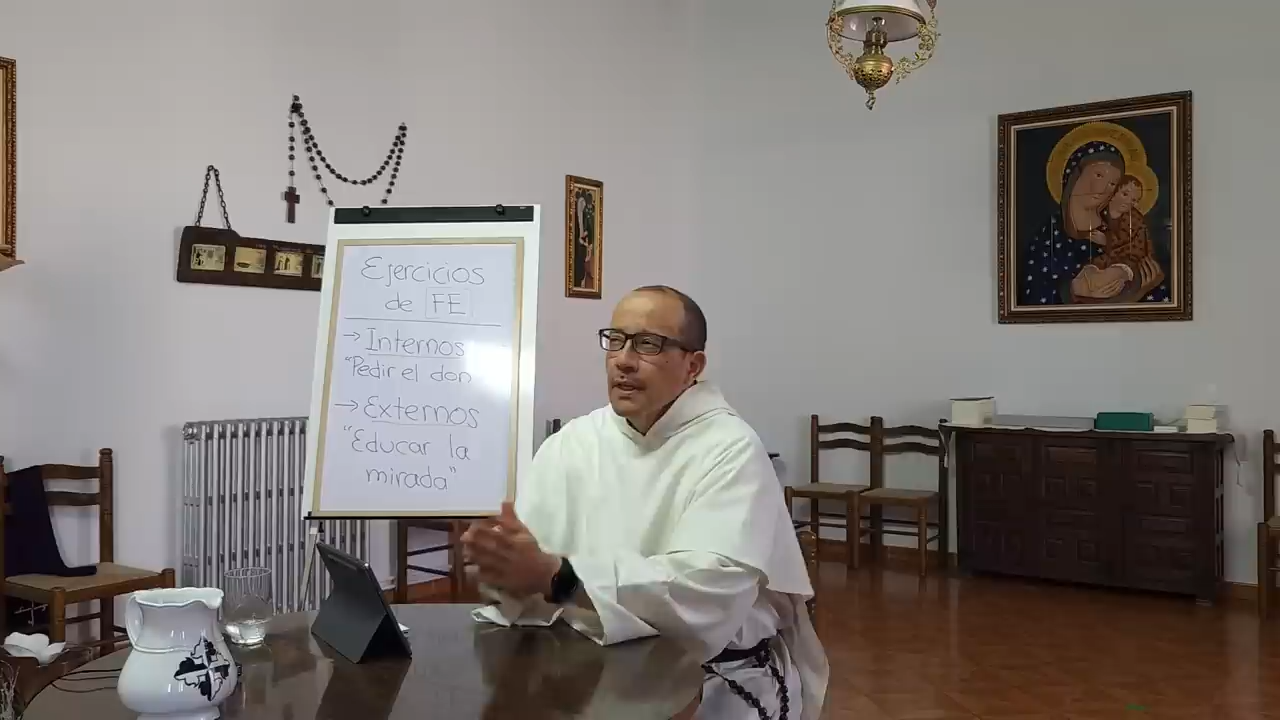 Ejercicios
de FE
→ Internos
"Pedir el don
→ Externos
"Educar la
mirada"